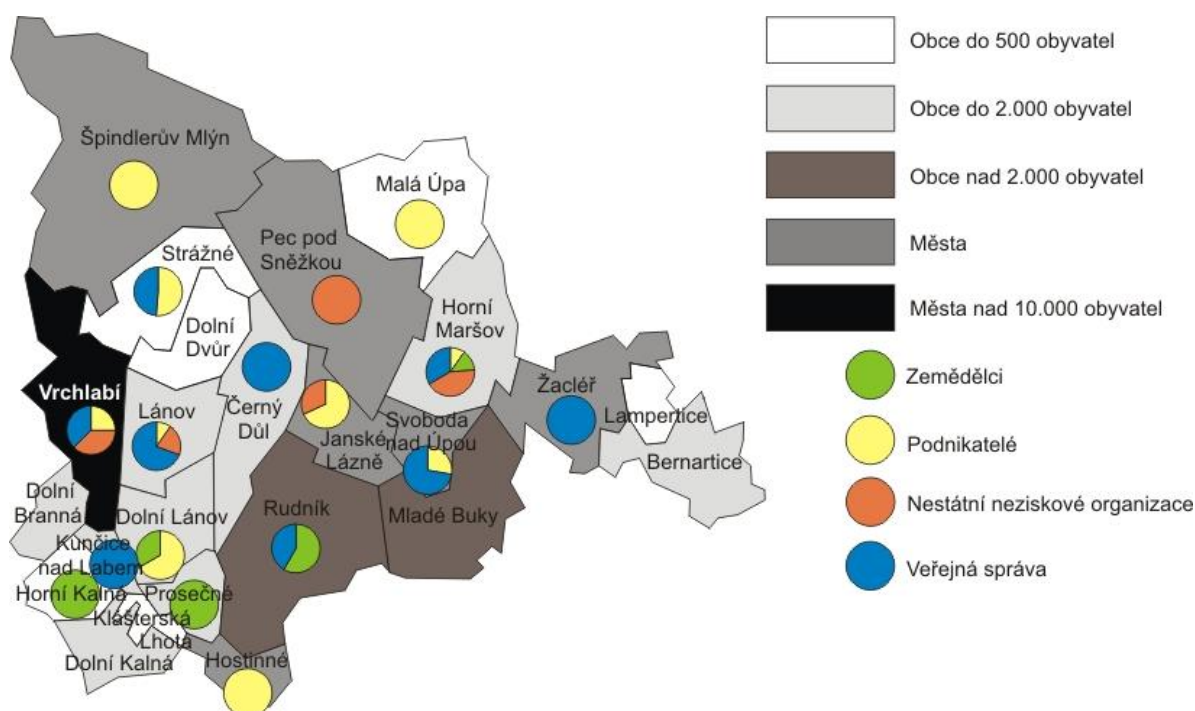 Špindlerův Mlýn
Malá Úpa
Pec pod
Sněžkou
Strážné
Dolní
Dvůr
Horní
Maršov
Vrchlabí
Lánov
Černý
Důl
Janské
Lázně
Svoboda
nad Úpou
Žacléř
Lampertice
Bernartice
Dolní
Branná
Dolní Lánov
Rudník
Mladé Buky
Kunčice
nad Labem
Horní Kalná
Prosečné
Klášterská
Lhota
Dolní Kalná
Hostinné
Obce do 500 obyvatel
Obce do 2.000 obyvatel
Obce nad 2.000 obyvatel
Města
Města nad 10.000 obyvatel
Zemědělci
Podnikatelé
Nestátní neziskové organizace
Veřejná správa